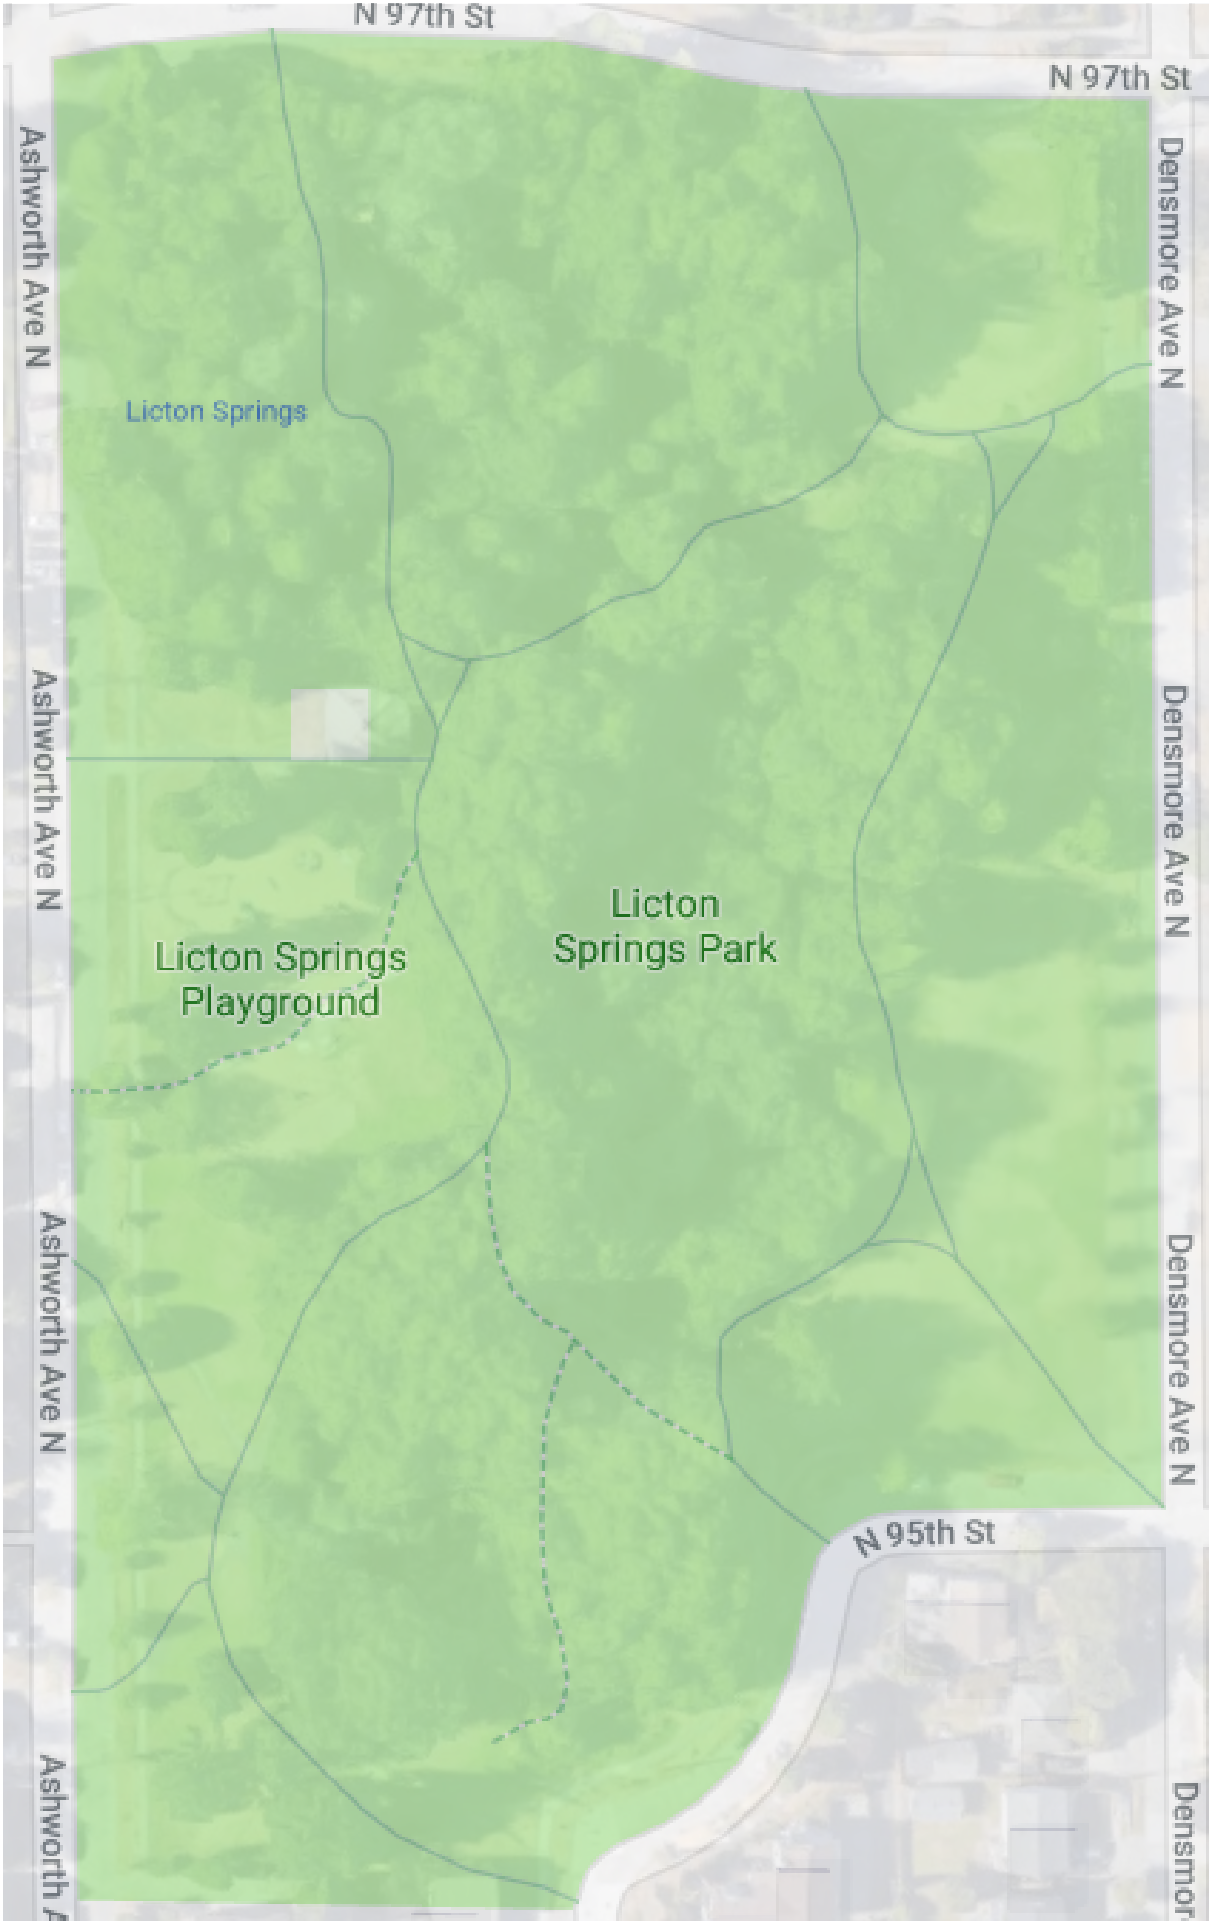 N 97th St
N 97th St
Ashworth Ave N
Densmore Ave N
Licton Springs
Ashworth Ave N
Densmore Ave N
Licton
Springs Park
Licton Springs
Playground
Ashworth Ave N
Densmore Ave N
N 95th St
Ashworth A
Densmor